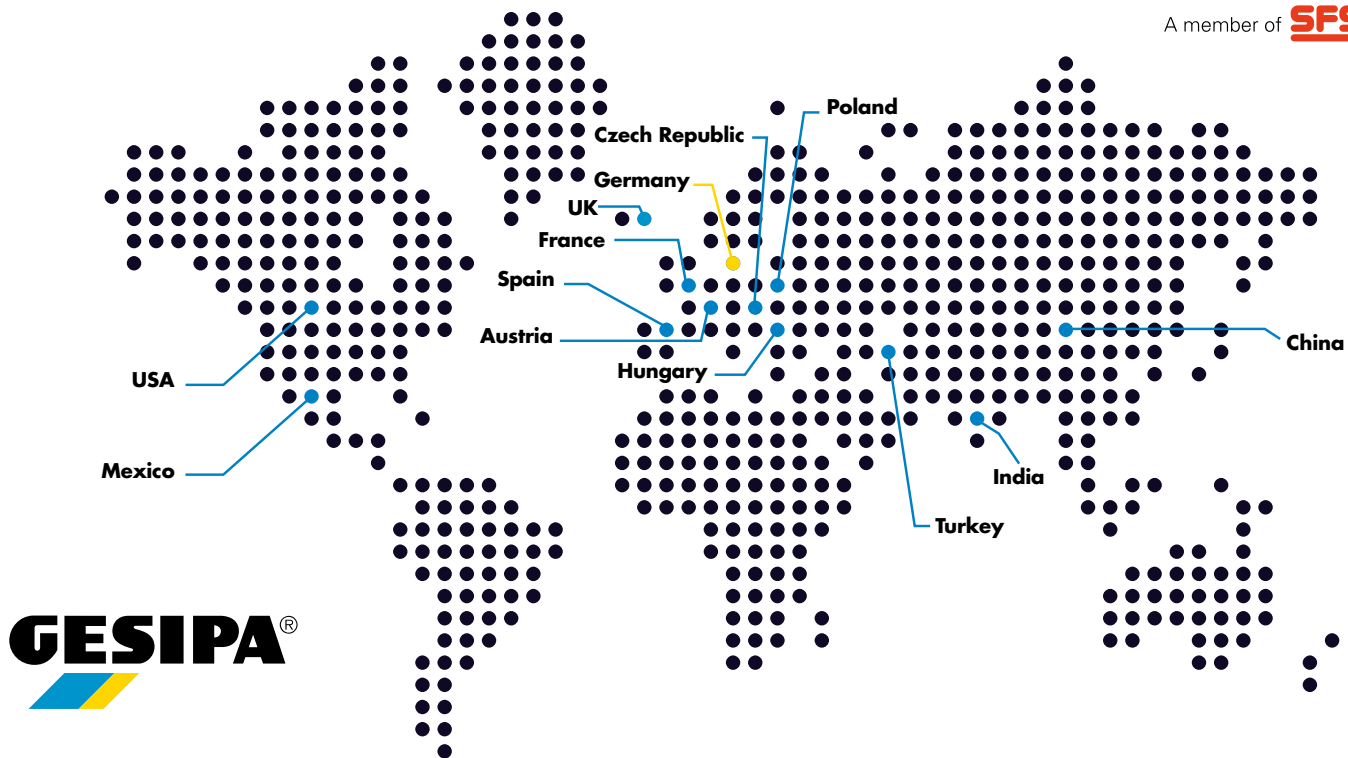 A member of SFS
Poland
Czech Republic
Germany
UK
France
Spain
Austria
Hungary
China
USA
Mexico
India
Turkey
GESIPA®